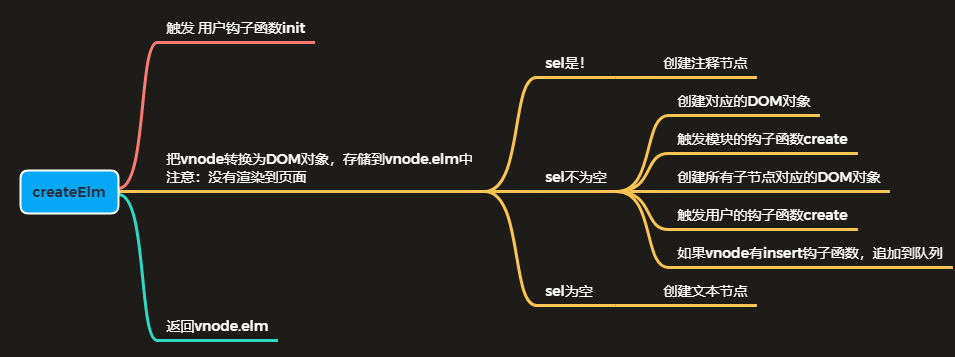 createElm
触发 用户钩子函数init
把vnode转换为DOM对象，存储到vnode.elm中
注意：没有渲染到页面
sel是！
创建注释节点
sel不为空
创建对应的DOM对象
触发模块的钩子函数create
创建所有子节点对应的DOM对象
触发用户的钩子函数create
如果vnode有insert钩子函数，追加到队列
sel为空
创建文本节点
返回vnode.elm